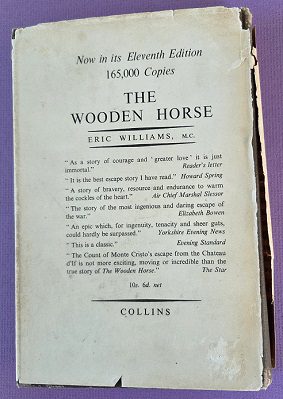 Now in its Eleventh Edition
165,000 Copies
THE
WOODEN HORSE
ERIC WILLIAMS, M.C.
"As a story of courage and 'greater love' it is just
immortal." Reader's letter
"It is the best escape story I have read." Howard Spring
"A story of bravery, resource and endurance to warm
the cockles of the heart." Air Chief Marshal Slessor
"The story of the most ingenious and daring escape of
the war." Elizabeth Bowen
"An epic which, for ingenuity, tenacity and sheer guts,
could hardly be surpassed." Yorkshire Evening News
"This is a classic." Evening Standard
"The Count of Monte Cristo's escape from the Chateau
d'If is not more exciting, moving or incredible than the
true story of The Wooden Horse." The Star
10s. 6d. net
COLLINS